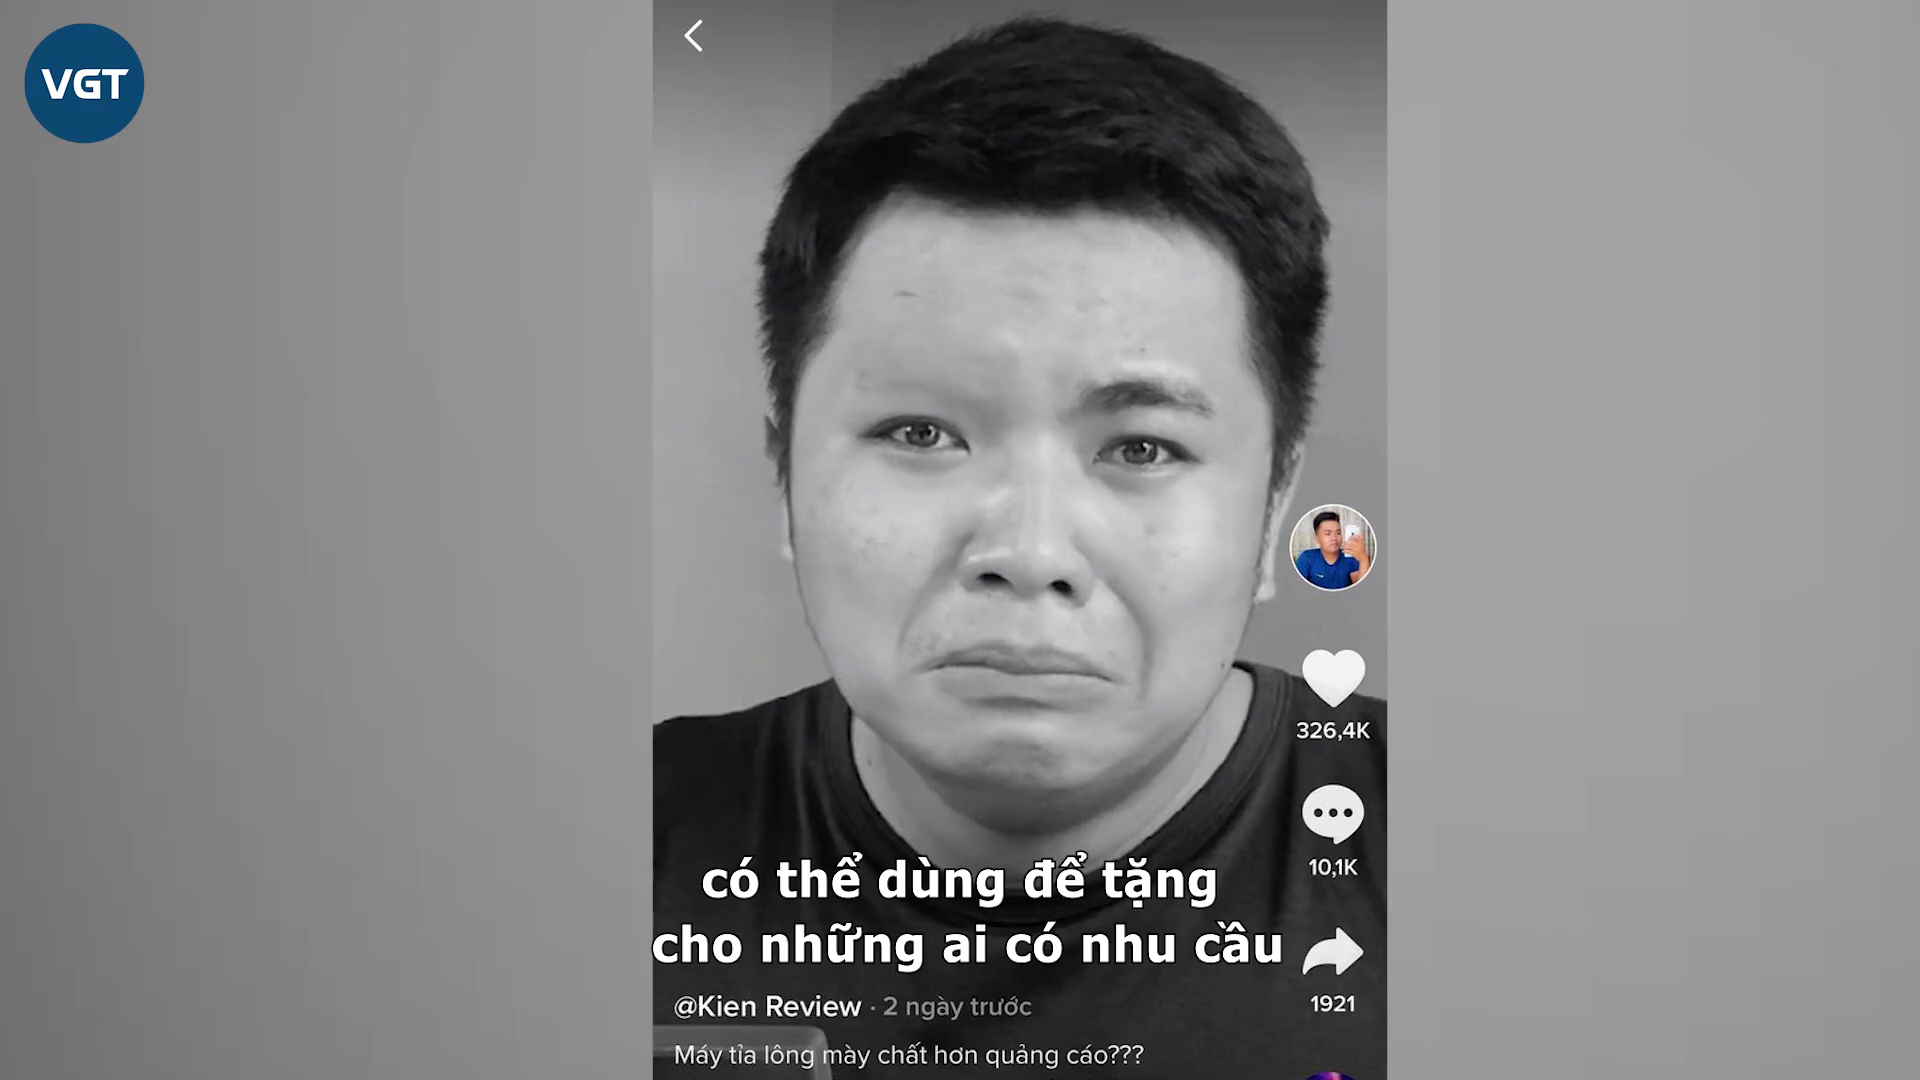 VGT
326,4K
10,1K
có thể dùng để tặng
cho những ai có nhu cầu
1921
@Kien Review · 2 ngày trước
Máy tỉa lông mày chất hơn quảng cáo???